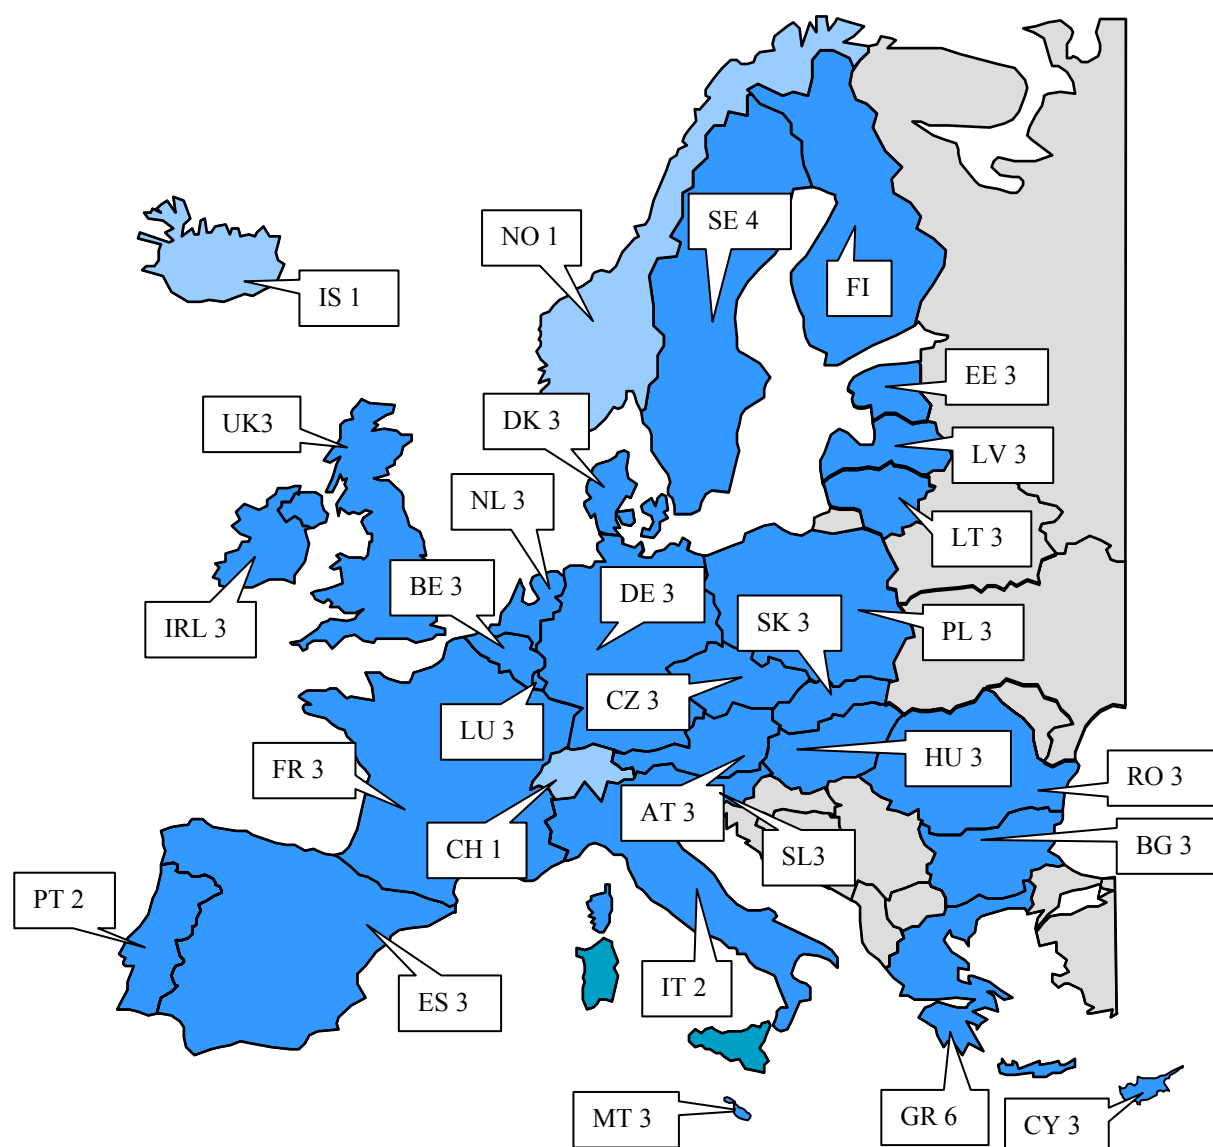 SE 4
NO 1
FI
IS 1
EE 3
UK3
DK 3
LV 3
NL 3
LT 3
BE 3
DE 3
IRL 3
SK 3
PL 3
CZ 3
LU 3
HU 3
FR 3
RO 3
AT 3
CH 1
SL3
BG 3
PT 2
IT 2
ES 3
MT 3
GR 6
CY 3